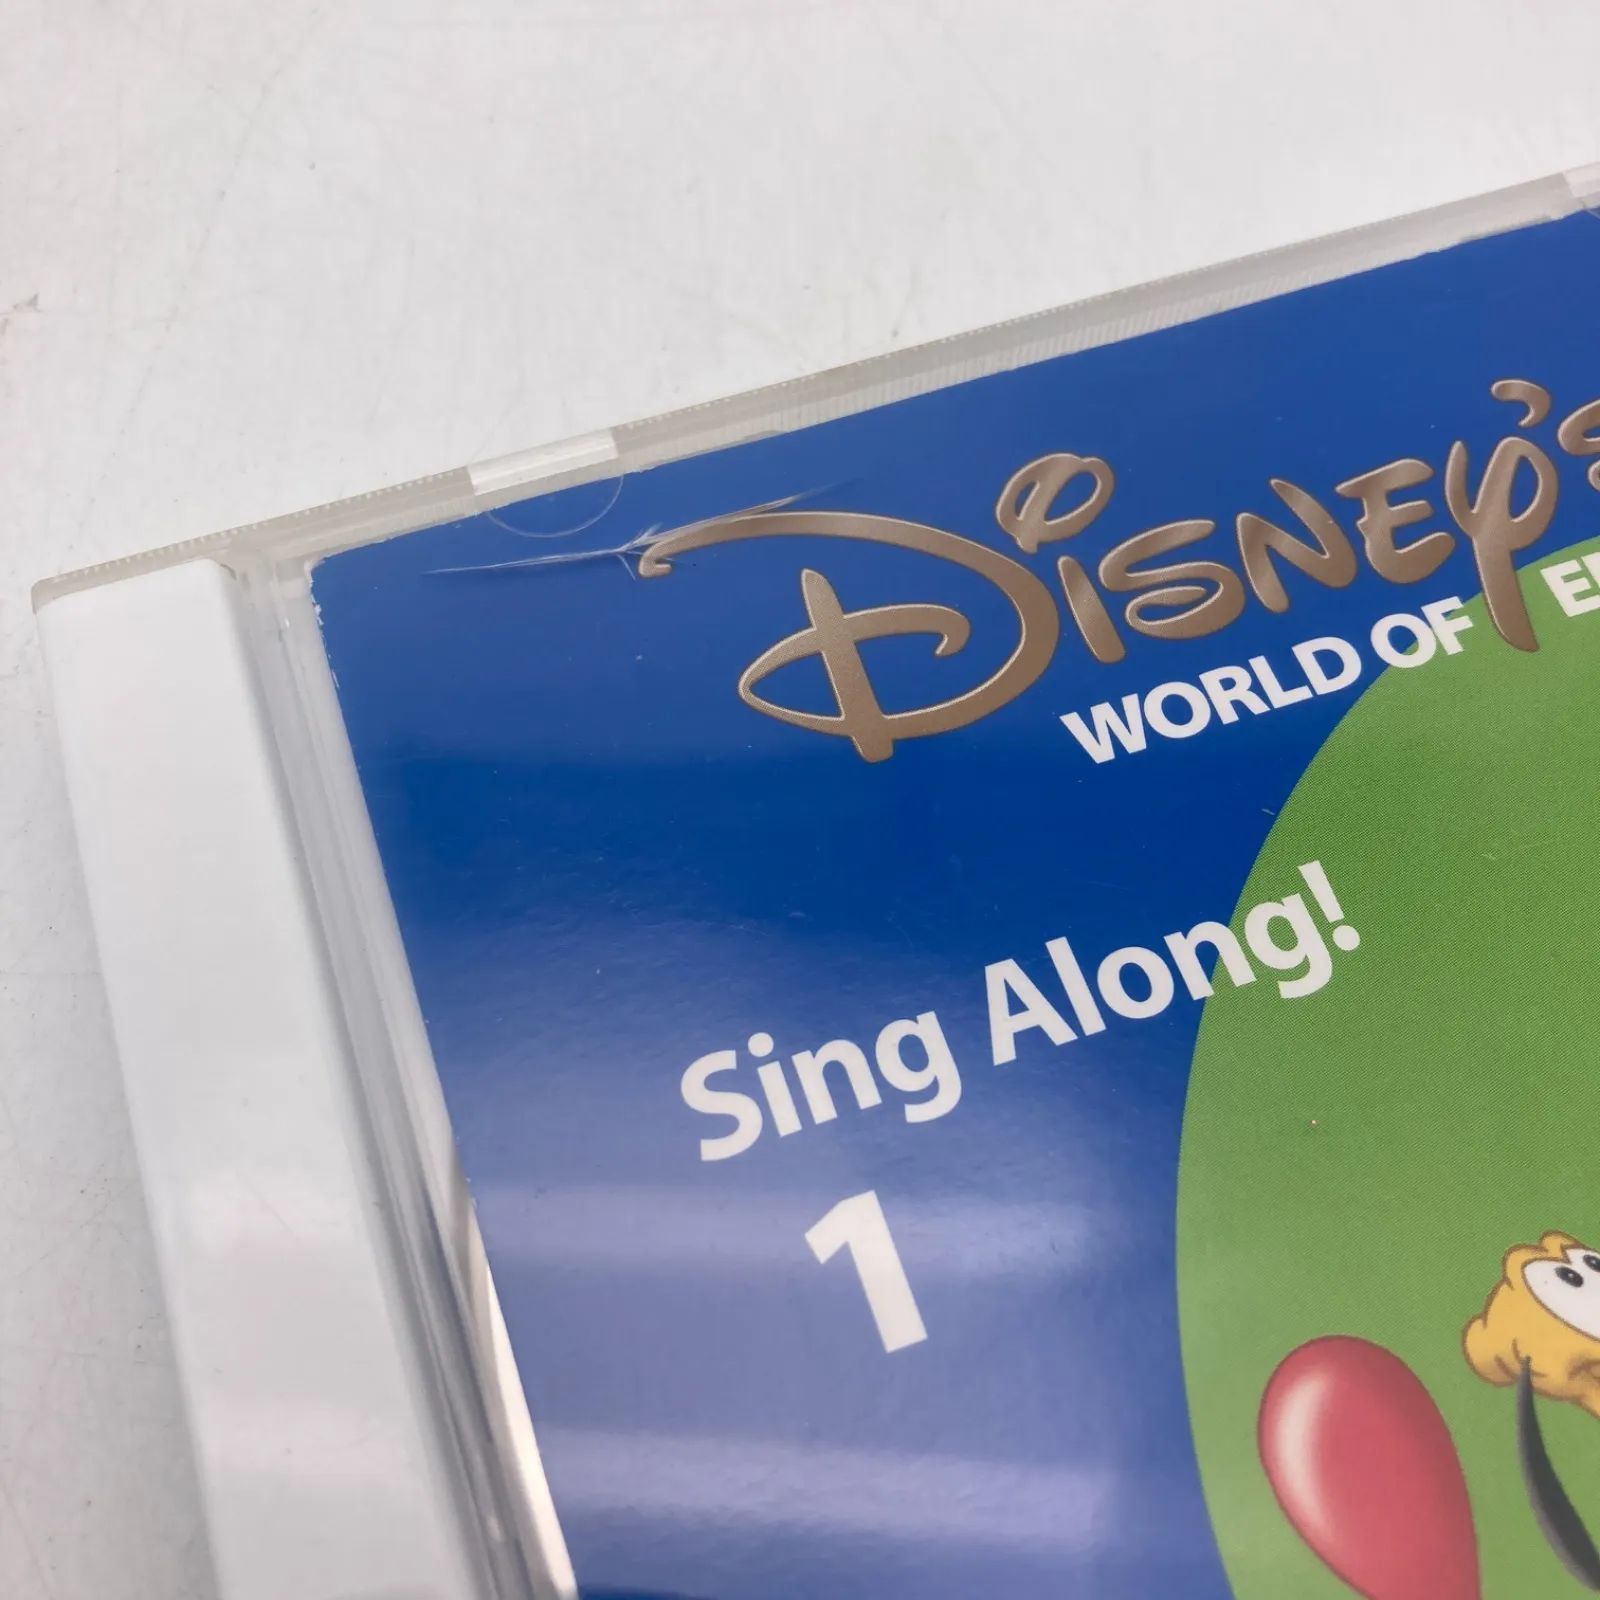 DISNEY'S
WORLD OF
Sing Along!
1